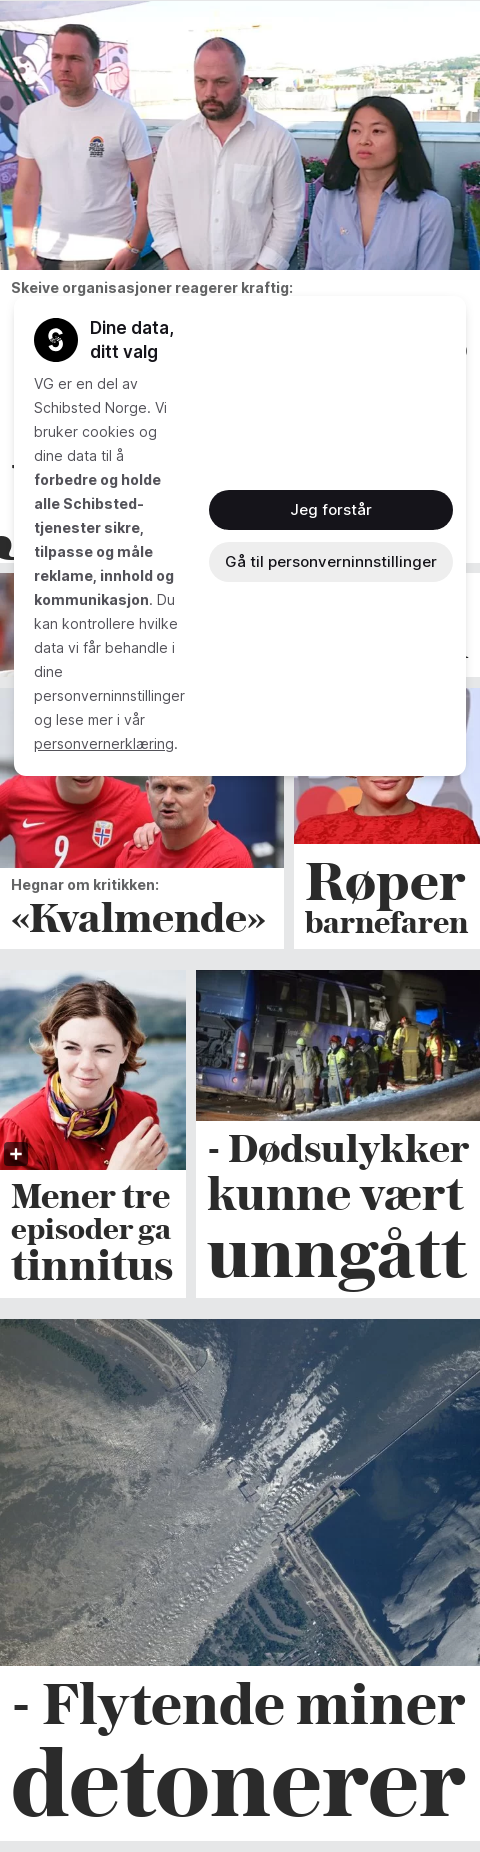 Skeive organisasjoner reagerer kraftig:
Dine data,
ditt valg
VG er en del av
Schibsted Norge. Vi
bruker cookies og
dine data til å
forbedre og holde
alle Schibsted-
tjenester sikre,
tilpasse og måle
reklame, innhold og
kommunikasjon. Du
kan kontrollere hvilke
data vi får behandle i
dine
personverninnstillinger
og lese mer i vår
personvernerklæring.
Jeg forstår
Gå til personverninnstillinger
9
Hegnar om kritikken:
«Kvalmende»
Røper
barnefaren
Mener tre
episoder ga
tinnitus
- Dødsulykker
kunne vært
unngått
- Flytende miner
detonerer